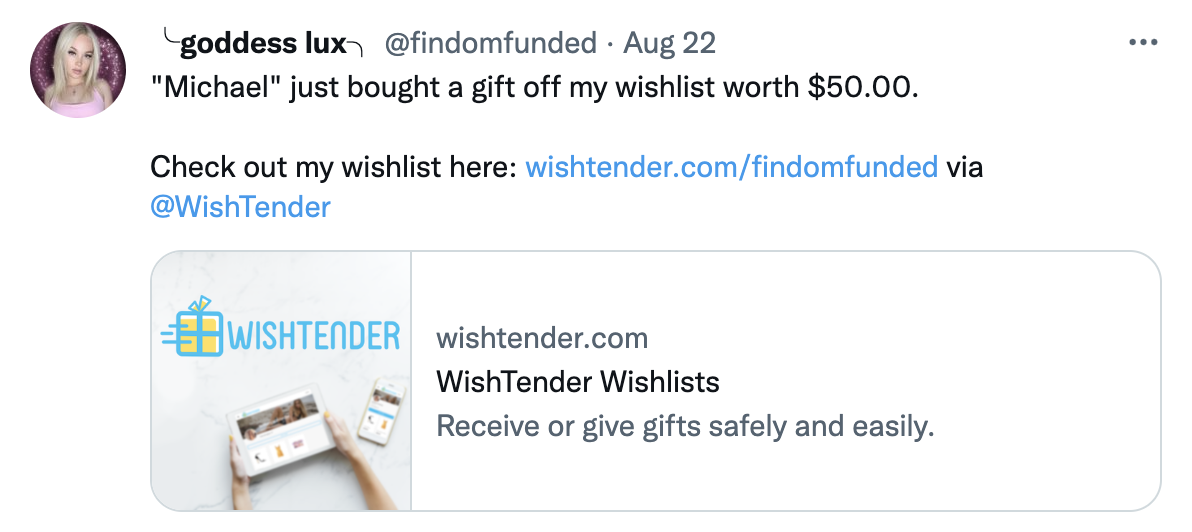 ╰goddess lux╮ @findomfunded · Aug 22
"Michael" just bought a gift off my wishlist worth $50.00.
Check out my wishlist here: wishtender.com/findomfunded via
@WishTender
WISHTENDER
wishtender.com
WishTender Wishlists
Receive or give gifts safely and easily.